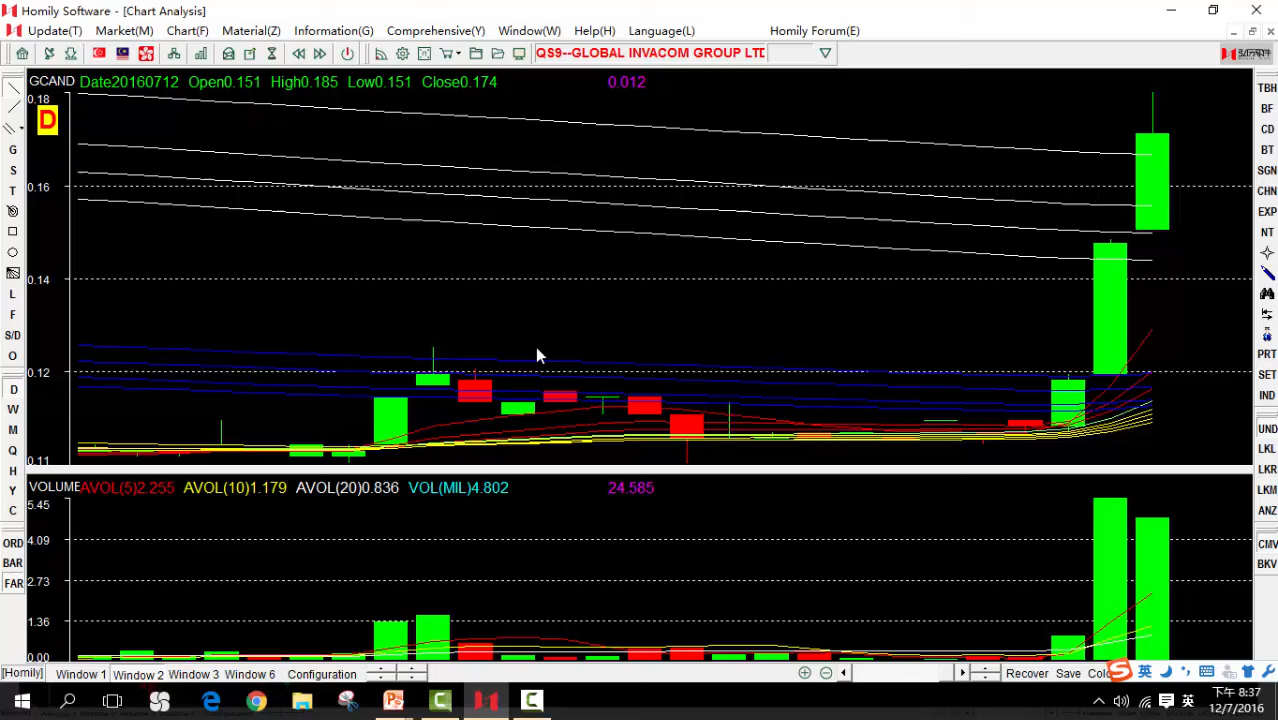 Homily Software - [Chart Analysis]
Update(T) Market(M) Chart(F) Material(Z) Information(G) Comprehensive(Y) Window(W) Help(H) Language(L) Homily Forum(E)
QS9--GLOBAL INVACOM GROUP LTD
GCAND Date20160712 Open0.151 High0.185 Low0.151 Close0.174 0.012
0.18
D
0.16
0.14
0.12
0.11
VOLUME AVOL(5)2.255 AVOL(10)1.179 AVOL(20)0.836 VOL(MIL)4.802 24.585
5.45
4.09
2.73
1.36
0.00
G
S
T
L
F
S/D
O
D
W
M
Q
H
Y
C
ORD
BAR
FAR
TBH
BF
CD
BT
SGN
CHN
EXP
NT
PRT
SET
IND
UND
LKL
LKR
LKM
ANZ
CMV
BKV
[Homily] Window 1 Window 2 Window 3 Window 6 Configuration Recover Save
英
英 下午 8:37
12/7/2016